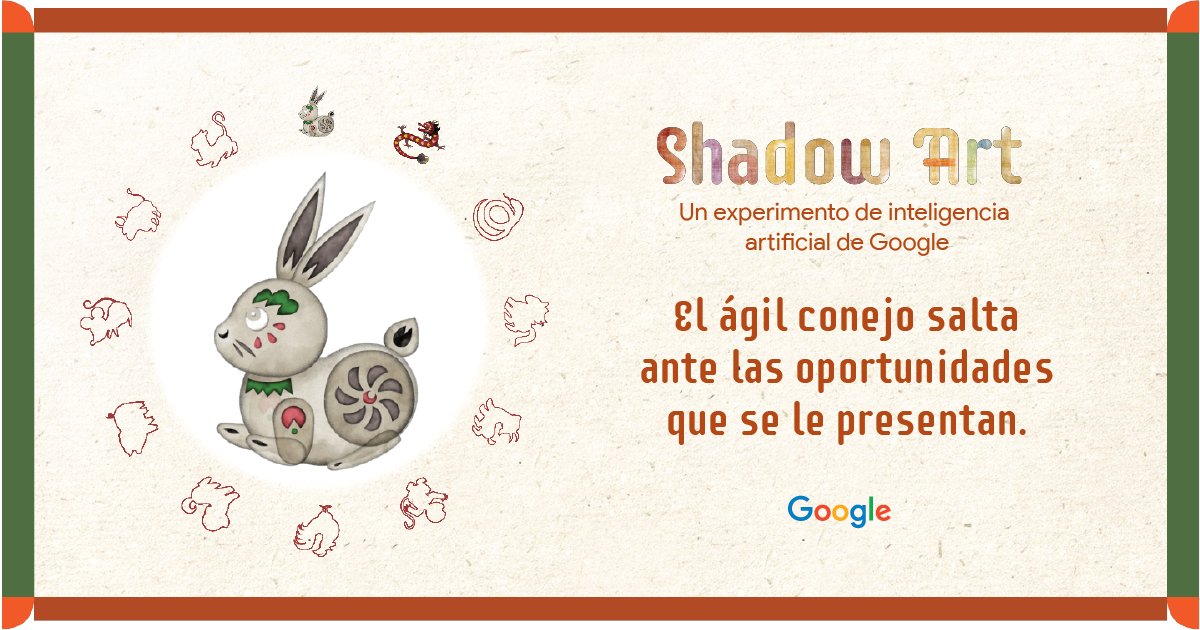 Shadow Art
Un experimento de inteligencia
artificial de Google
El ágil conejo salta
ante las oportunidades
que se le presentan.
Google